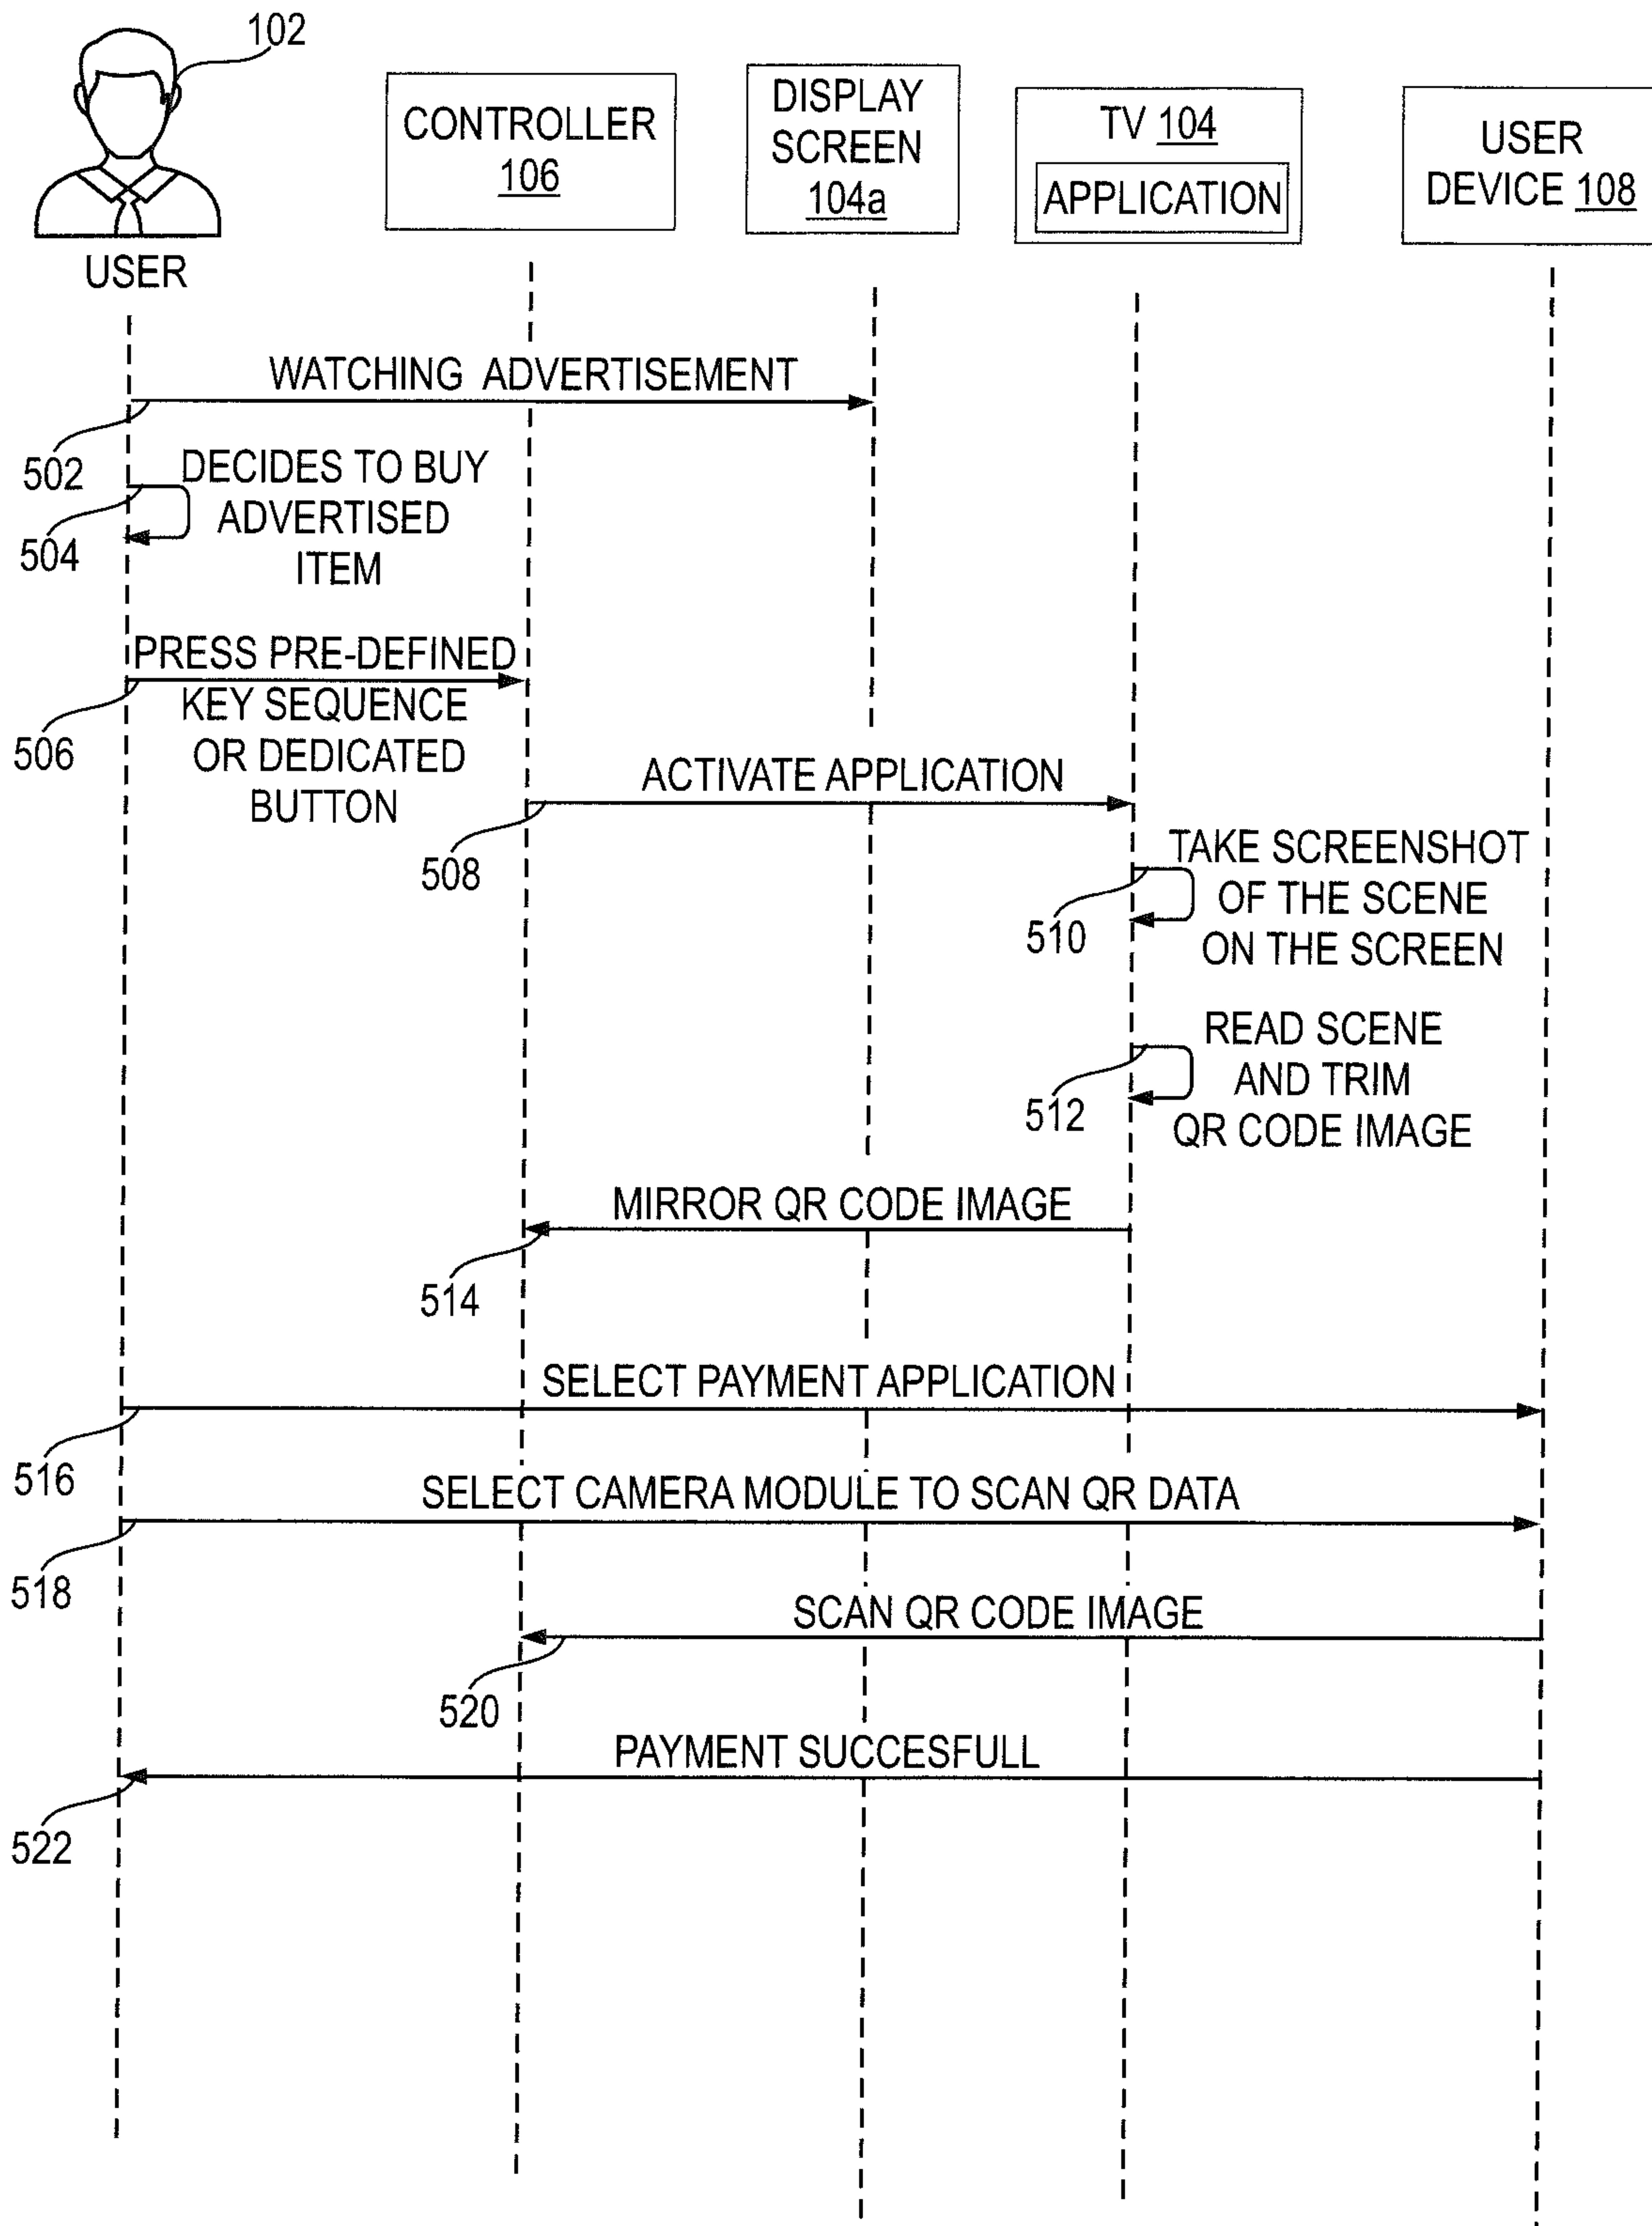 102
USER
CONTROLLER
106
DISPLAY
SCREEN
104a
TV 104
APPLICATION
USER
DEVICE 108
WATCHING ADVERTISEMENT
502
DECIDES TO BUY
ADVERTISED
ITEM
504
PRESS PRE-DEFINED
KEY SEQUENCE
OR DEDICATED
BUTTON
506
ACTIVATE APPLICATION
508
TAKE SCREENSHOT
OF THE SCENE
ON THE SCREEN
510
READ SCENE
AND TRIM
QR CODE IMAGE
512
MIRROR QR CODE IMAGE
514
SELECT PAYMENT APPLICATION
516
SELECT CAMERA MODULE TO SCAN QR DATA
518
SCAN QR CODE IMAGE
520
PAYMENT SUCCESFULL
522